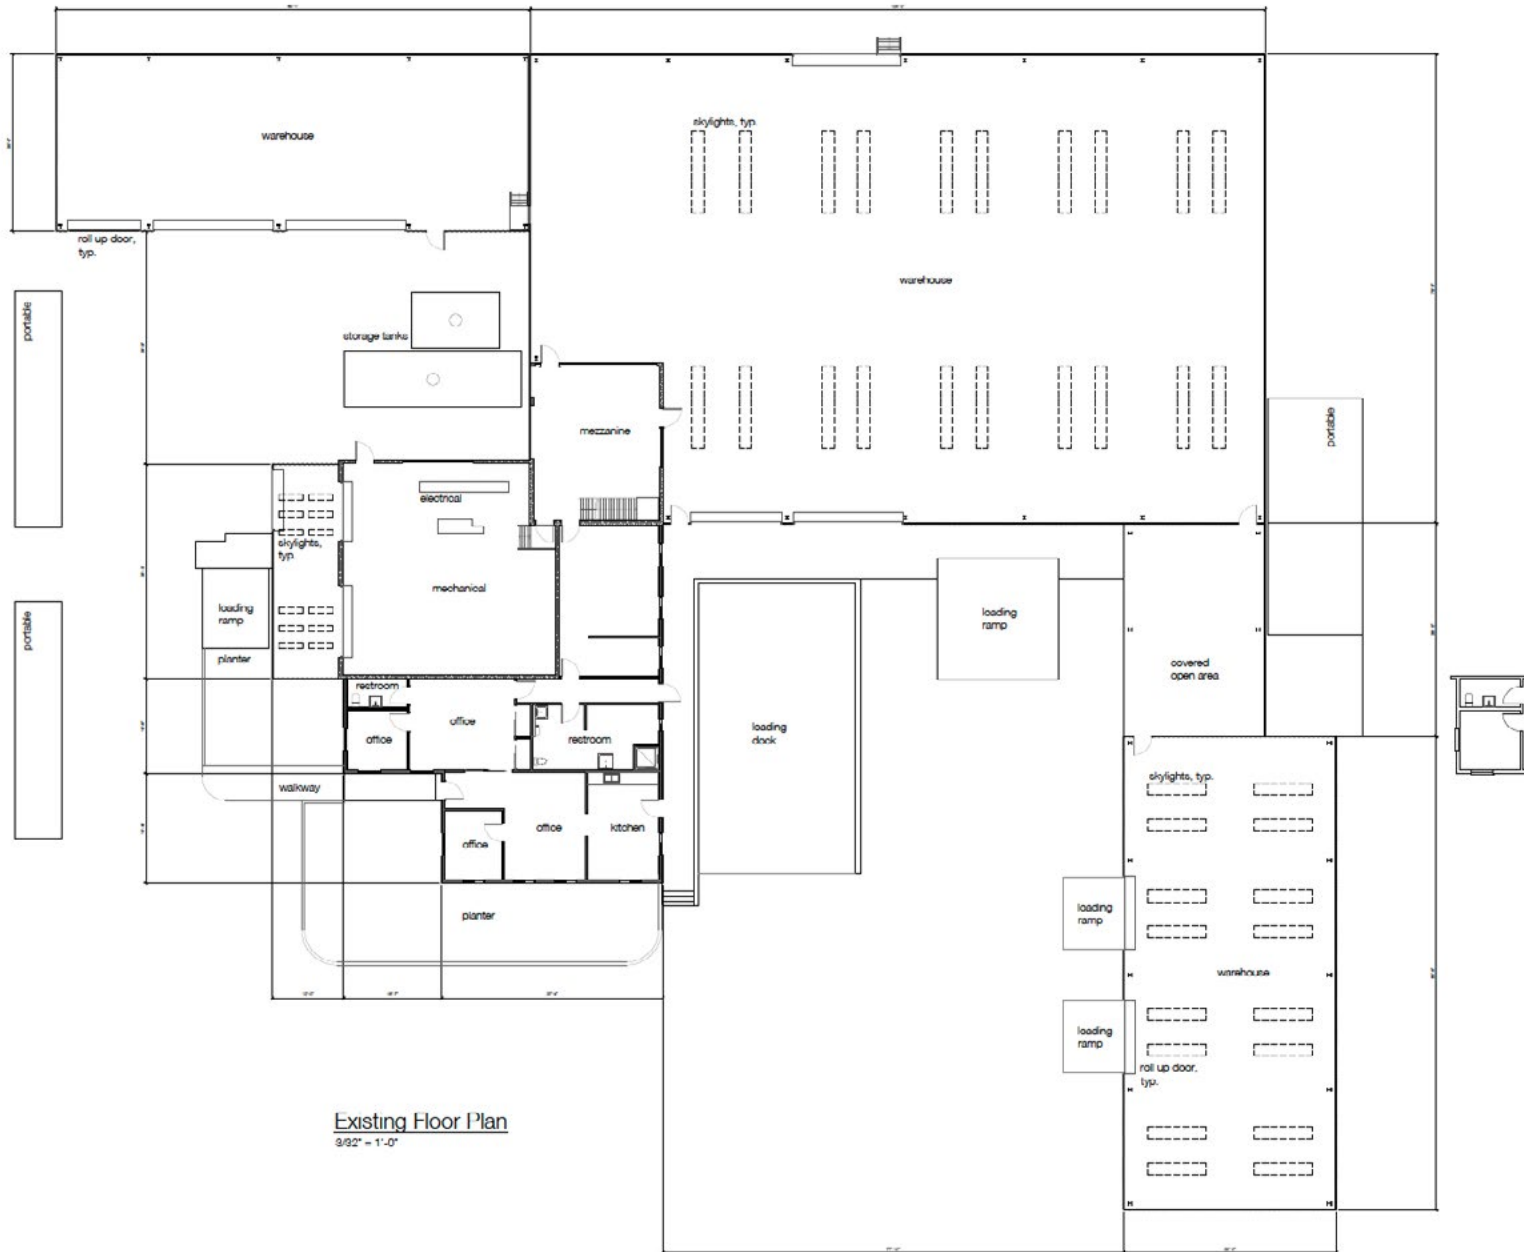 warehouse
skylights, typ.
roll up door,
typ.
warehouse
portable
storage tanks
mezzanine
portable
electrical
skylights,
typ
mechanical
loading
ramp
loading
ramp
portable
planter
covered
open area
restroom
office
office
restroom
loading
dock
walkway
skylights, typ.
office
office
kitchen
planter
loading
ramp
warehouse
loading
ramp
roll up door,
typ.
Existing Floor Plan
3/32" = 1'-0"